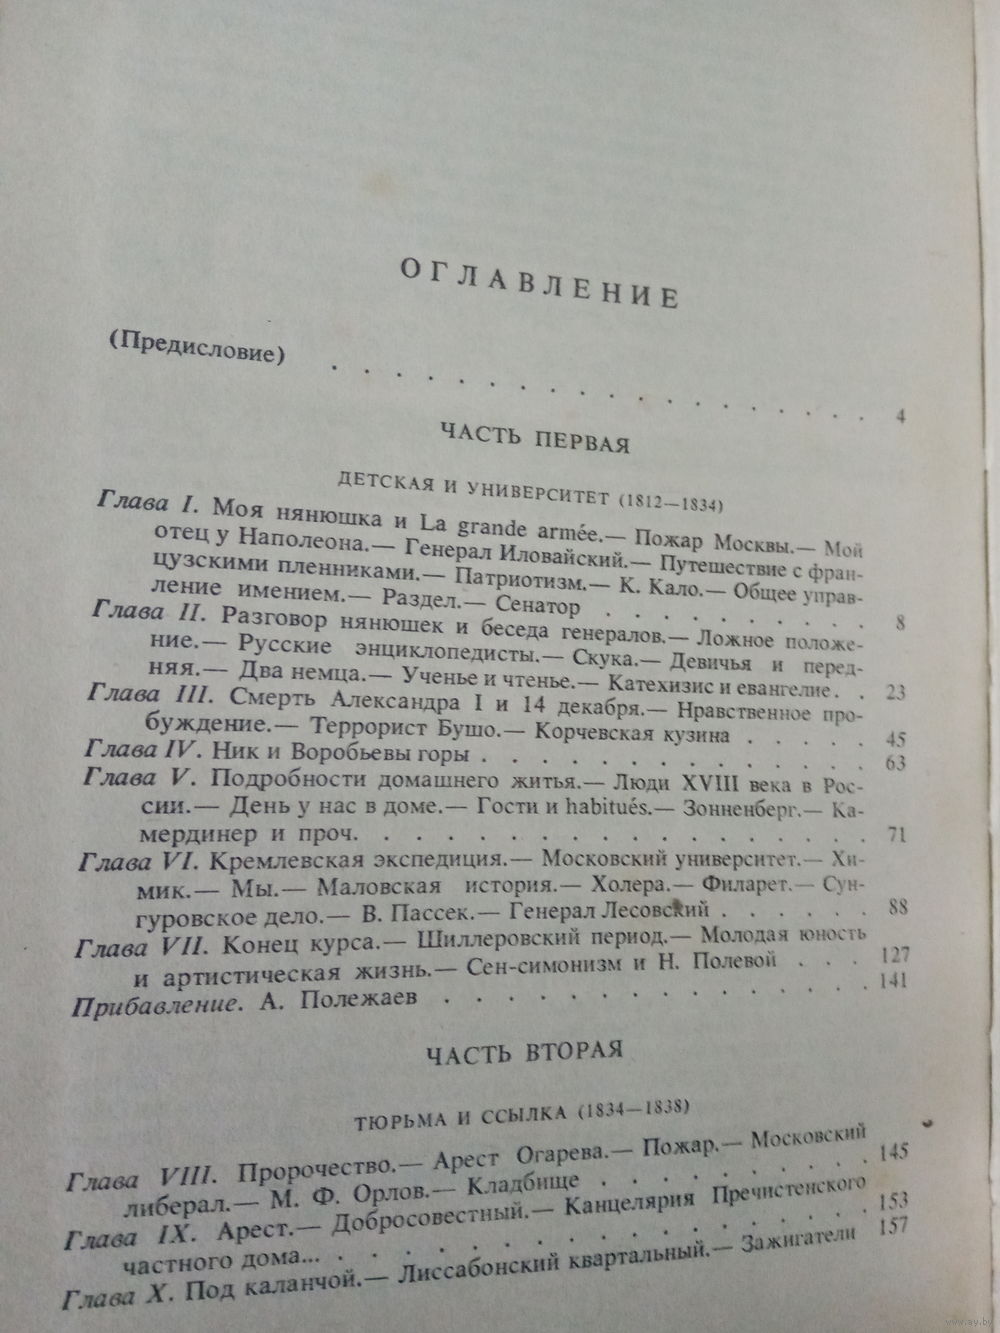 ОГЛАВЛЕНИЕ
(Предисловие) . . . . . . . . . . . . . . . . . . 4
ЧАСТЬ ПЕРВАЯ
ДЕТСКАЯ И УНИВЕРСИТЕТ (1812—1834)
Глава I. Моя нянюшка и La grande armée.— Пожар Москвы.— Мой
отец у Наполеона.— Генерал Иловайский.— Путешествие с фран-
цузскими пленниками.— Патриотизм.— К. Кало.— Общее управ-
ление имением.— Раздел.— Сенатор . . . . . . . . . 8
Глава II. Разговор нянюшек и беседа генералов.— Ложное положе-
ние.— Русские энциклопедисты.— Скука.— Девичья и перед-
няя.— Два немца.— Ученье и чтенье.— Катехизис и евангелие. . 23
Глава III. Смерть Александра I и 14 декабря.— Нравственное про-
буждение.— Террорист Бушо.— Корчевская кузина . . . . . 45
Глава IV. Ник и Воробьевы горы . . . . . . . . . . . . . 63
Глава V. Подробности домашнего житья.— Люди XVIII века в Рос-
сии.— День у нас в доме.— Гости и habitués.— Зонненберг.— Ка-
мердинер и проч. . . . . . . . . . . . . . . . . 71
Глава VI. Кремлевская экспедиция.— Московский университет.— Хи-
мик.— Мы.— Маловская история.— Холера.— Филарет.— Сун-
гуровское дело.— В. Пассек.— Генерал Лесовский . . . . . . 88
Глава VII. Конец курса.— Шиллеровский период.— Молодая юность
и артистическая жизнь.— Сен-симонизм и Н. Полевой . . . 127
Прибавление. А. Полежаев . . . . . . . . . . . . . . 141
ЧАСТЬ ВТОРАЯ
ТЮРЬМА И ССЫЛКА (1834—1838)
Глава VIII. Пророчество.— Арест Огарева.— Пожар.— Московский
либерал.— М. Ф. Орлов.— Кладбище . . . . . . . . . 145
Глава IX. Арест.— Добросовестный.— Канцелярия Пречистенского
частного дома... . . . . . . . . . . . . . . . . . 153
Глава X. Под каланчой.— Лиссабонский квартальный.— Зажигатели 157
www.ay.by